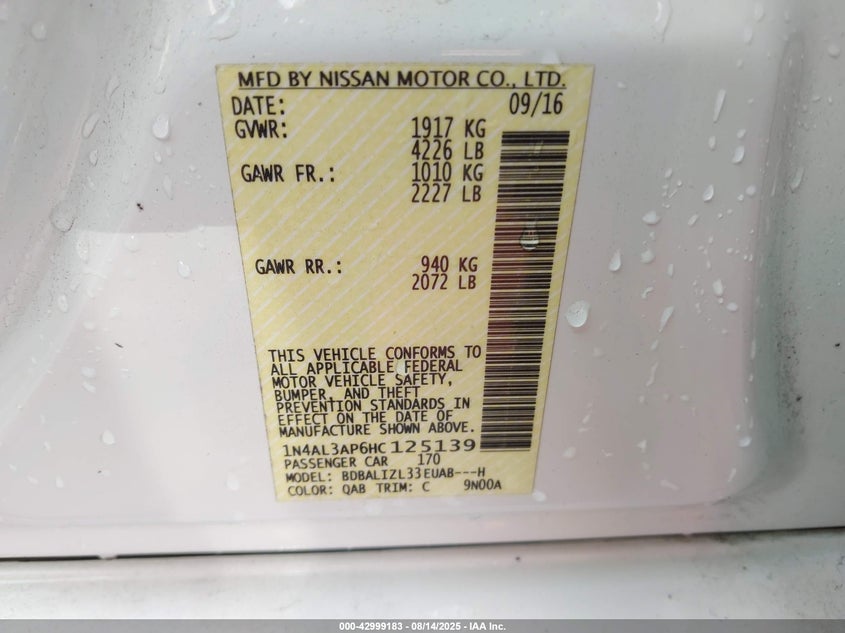 MFD BY NISSAN MOTOR CO., LTD.
DATE: 09/16
GVWR: 1917 KG
4226 LB
GAWR FR.: 1010 KG
2227 LB
GAWR RR.: 940 KG
2072 LB
THIS VEHICLE CONFORMS TO
ALL APPLICABLE FEDERAL
MOTOR VEHICLE SAFETY,
BUMPER, AND THEFT
PREVENTION STANDARDS IN
EFFECT ON THE DATE OF
MANUFACTURE SHOWN ABOVE.
1N4AL3AP6HC125139
PASSENGER CAR 170
MODEL: BDBALIZL33EUAB---H
COLOR: QAB TRIM: C 9N00A
000-42999183 - 08/14/2025 - IAA Inc.